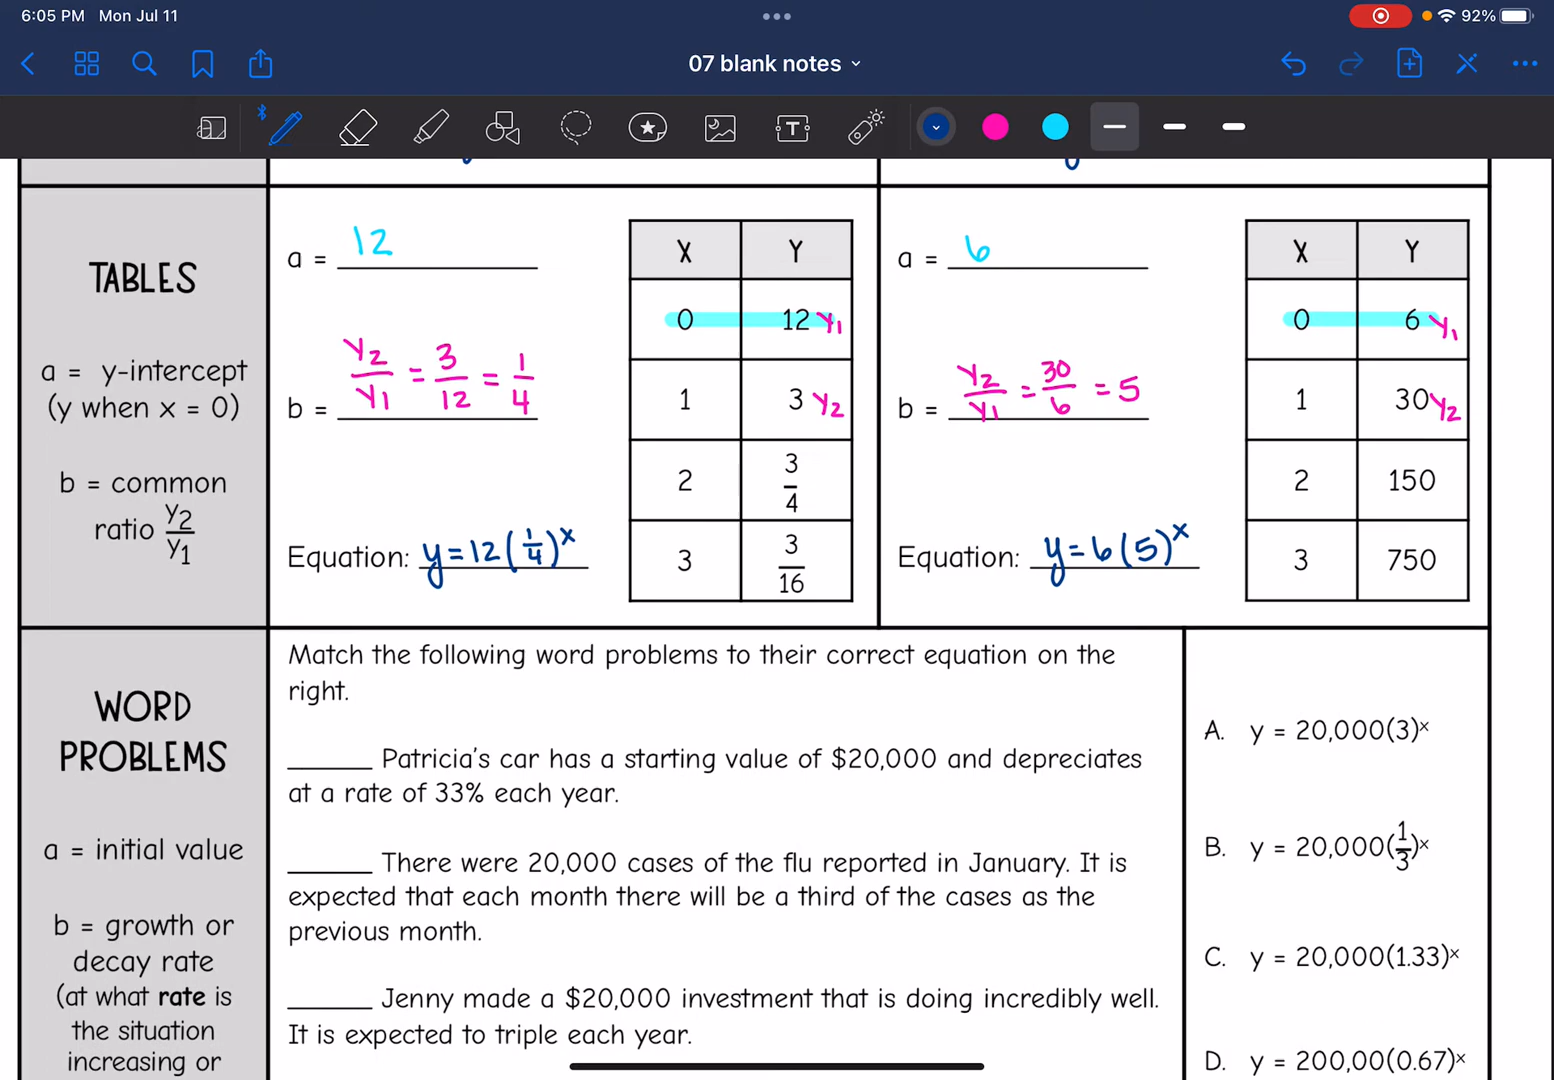 6:05 PM Mon Jul 11
92%
07 blank notes
T
TABLES
a = y-intercept
(y when x = 0)
b = common
ratio y2/y1
a = 12
b = y2/y1 = 3/12 = 1/4
Equation: y = 12(1/4)^x
X Y
0 12 y1
1 3 y2
2 3/4
3 3/16
a = 6
b = y2/y1 = 30/6 = 5
Equation: y = 6(5)^x
X Y
0 6 y1
1 30 y2
2 150
3 750
WORD
PROBLEMS
a = initial value
b = growth or
decay rate
(at what rate is
the situation
increasing or
Match the following word problems to their correct equation on the
right.
______ Patricia's car has a starting value of $20,000 and depreciates
at a rate of 33% each year.
______ There were 20,000 cases of the flu reported in January. It is
expected that each month there will be a third of the cases as the
previous month.
______ Jenny made a $20,000 investment that is doing incredibly well.
It is expected to triple each year.
A. y = 20,000(3)^x
B. y = 20,000(1/3)^x
C. y = 20,000(1.33)^x
D. y = 200,00(0.67)^x